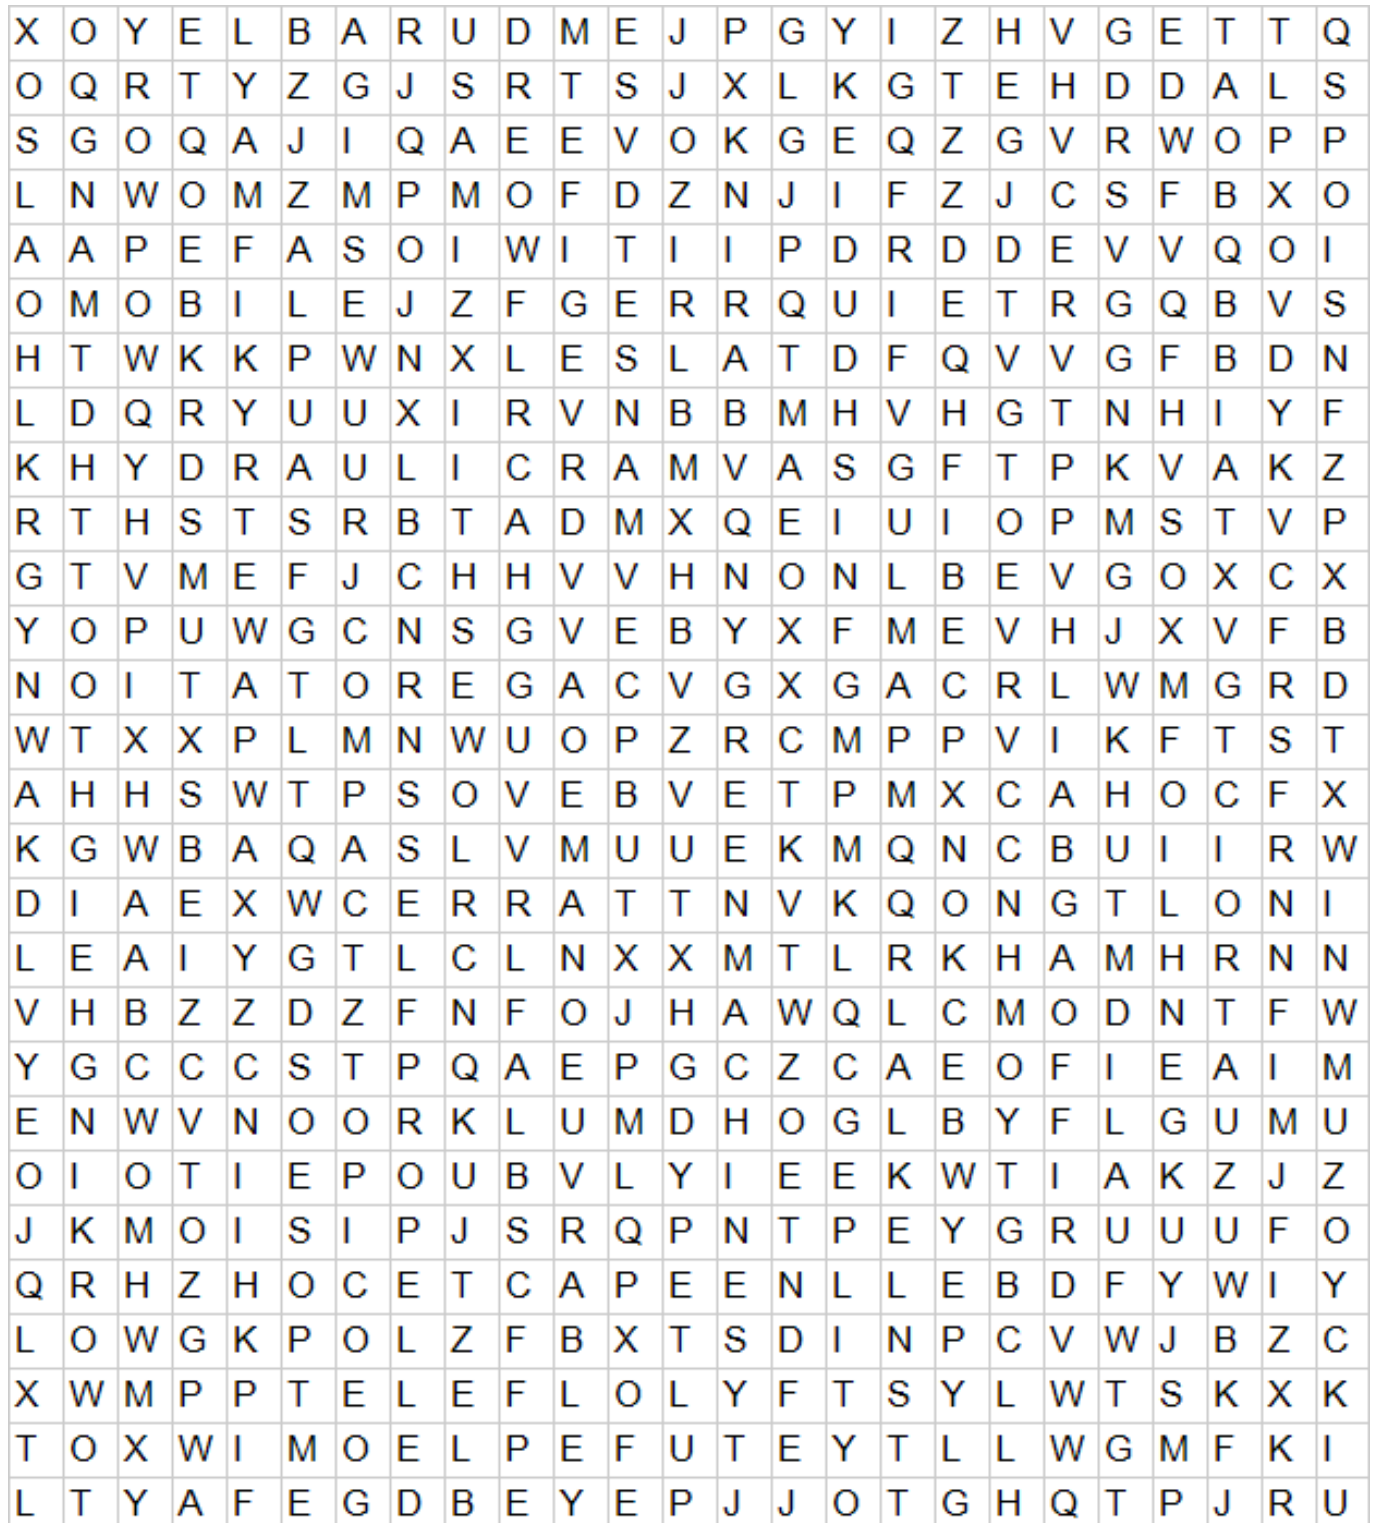 X O Y E L B A R U D M E J P G Y I Z H V G E T T Q
O Q R T Y Z G J S R T S J X L K G T E H D D A L S
S G O Q A J I Q A E E V O K G E Q Z G V R W O P P
L N W O M Z M P M O F D Z N J I F Z J C S F B X O
A A P E F A S O I W I T I I P D R D D E V V Q O I
O M O B I L E J Z F G E R R Q U I E T R G Q B V S
H T W K K P W N X L E S L A T D F Q V V G F B D N
L D Q R Y U U X I R V N B B M H V H G T N H I Y F
K H Y D R A U L I C R A M V A S G F T P K V A K Z
R T H S T S R B T A D M X Q E I U I O P M S T V P
G T V M E F J C H H V V H N O N L B E V G O X C X
Y O P U W G C N S G V E B Y X F M E V H J X V F B
N O I T A T O R E G A C V G X G A C R L W M G R D
W T X X P L M N W U O P Z R C M P P V I K F T S T
A H H S W T P S O V E B V E T P M X C A H O C F X
K G W B A Q A S L V M U U E K M Q N C B U I I R W
D I A E X W C E R R A T T N V K Q O N G T L O N I
L E A I Y G T L C L N X X M T L R K H A M H R N N
V H B Z Z D Z F N F O J H A W Q L C M O D N T F W
Y G C C C S T P Q A E P G C Z C A E O F I E A I M
E N W V N O O R K L U M D H O G L B Y F L G U M U
O I O T I E P O U B V L Y I E E K W T I A K Z J Z
J K M O I S I P J S R Q P N T P E Y G R U U U F O
Q R H Z H O C E T C A P E E N L L E B D F Y W I Y
L O W G K P O L Z F B X T S D I N P C V W J B Z C
X W M P P T E L E F L O L Y F T S Y L W T S K X K
T O X W I M O E L P E F U T E Y T L L W G M F K I
L T Y A F E G D B E Y E P J J O T G H Q T P J R U